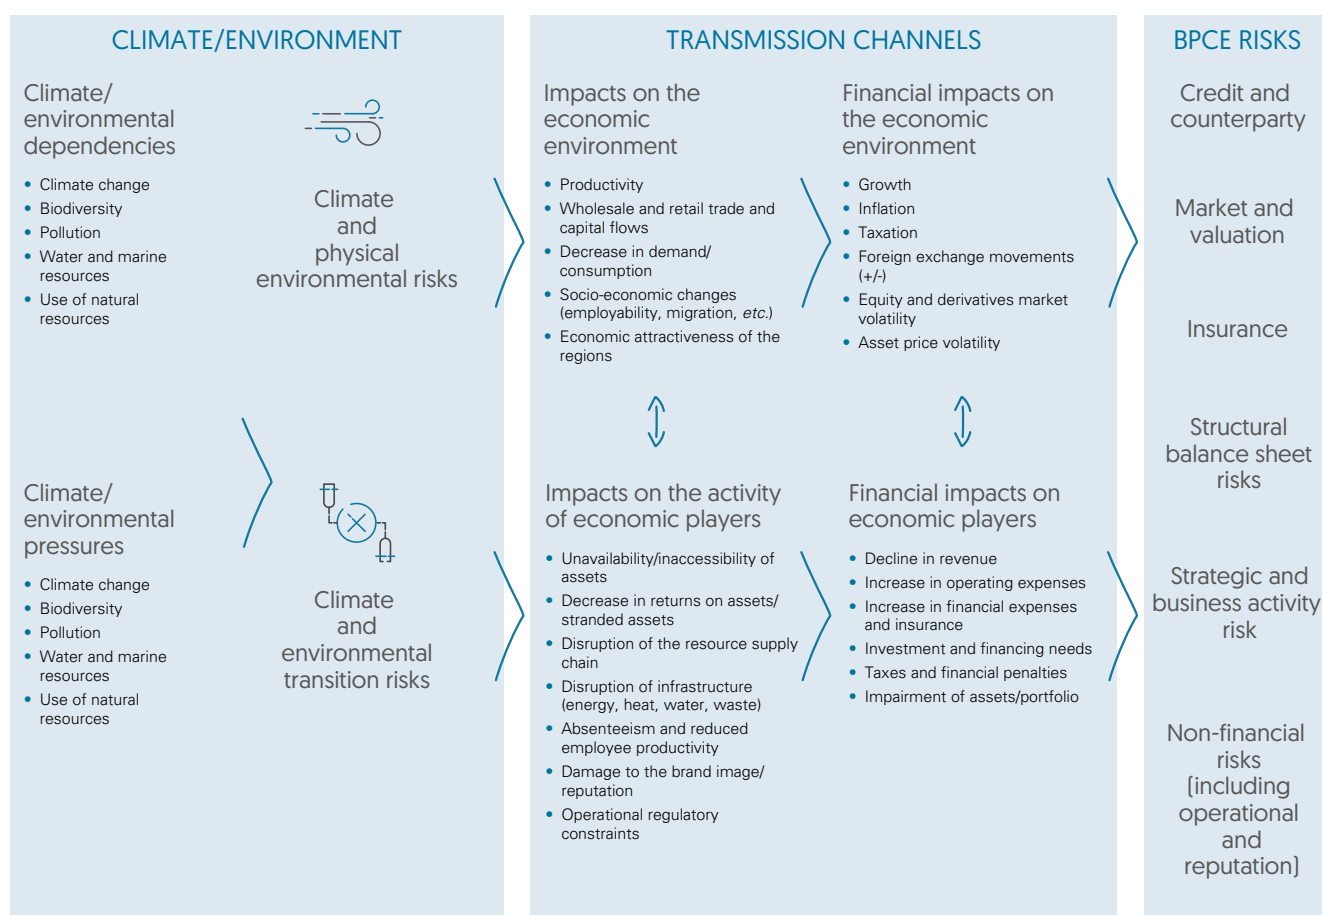 CLIMATE/ENVIRONMENT
Climate/
environmental
dependencies
• Climate change
• Biodiversity
• Pollution
• Water and marine
resources
• Use of natural
resources
Climate/
environmental
pressures
• Climate change
• Biodiversity
• Pollution
• Water and marine
resources
• Use of natural
resources
Climate
and
physical
environmental risks
Climate
and
environmental
transition risks
TRANSMISSION CHANNELS
Impacts on the
economic
environment
• Productivity
• Wholesale and retail trade and
capital flows
• Decrease in demand/
consumption
• Socio-economic changes
(employability, migration, etc.)
• Economic attractiveness of the
regions
Financial impacts on
the economic
environment
• Growth
• Inflation
• Taxation
• Foreign exchange movements
(+/-)
• Equity and derivatives market
volatility
• Asset price volatility
Impacts on the activity
of economic players
• Unavailability/inaccessibility of
assets
• Decrease in returns on assets/
stranded assets
• Disruption of the resource supply
chain
• Disruption of infrastructure
(energy, heat, water, waste)
• Absenteeism and reduced
employee productivity
• Damage to the brand image/
reputation
• Operational regulatory
constraints
Financial impacts on
economic players
• Decline in revenue
• Increase in operating expenses
• Increase in financial expenses
and insurance
• Investment and financing needs
• Taxes and financial penalties
• Impairment of assets/portfolio
BPCE RISKS
Credit and
counterparty
Market and
valuation
Insurance
Structural
balance sheet
risks
Strategic and
business activity
risk
Non-financial
risks
(including
operational
and
reputation)